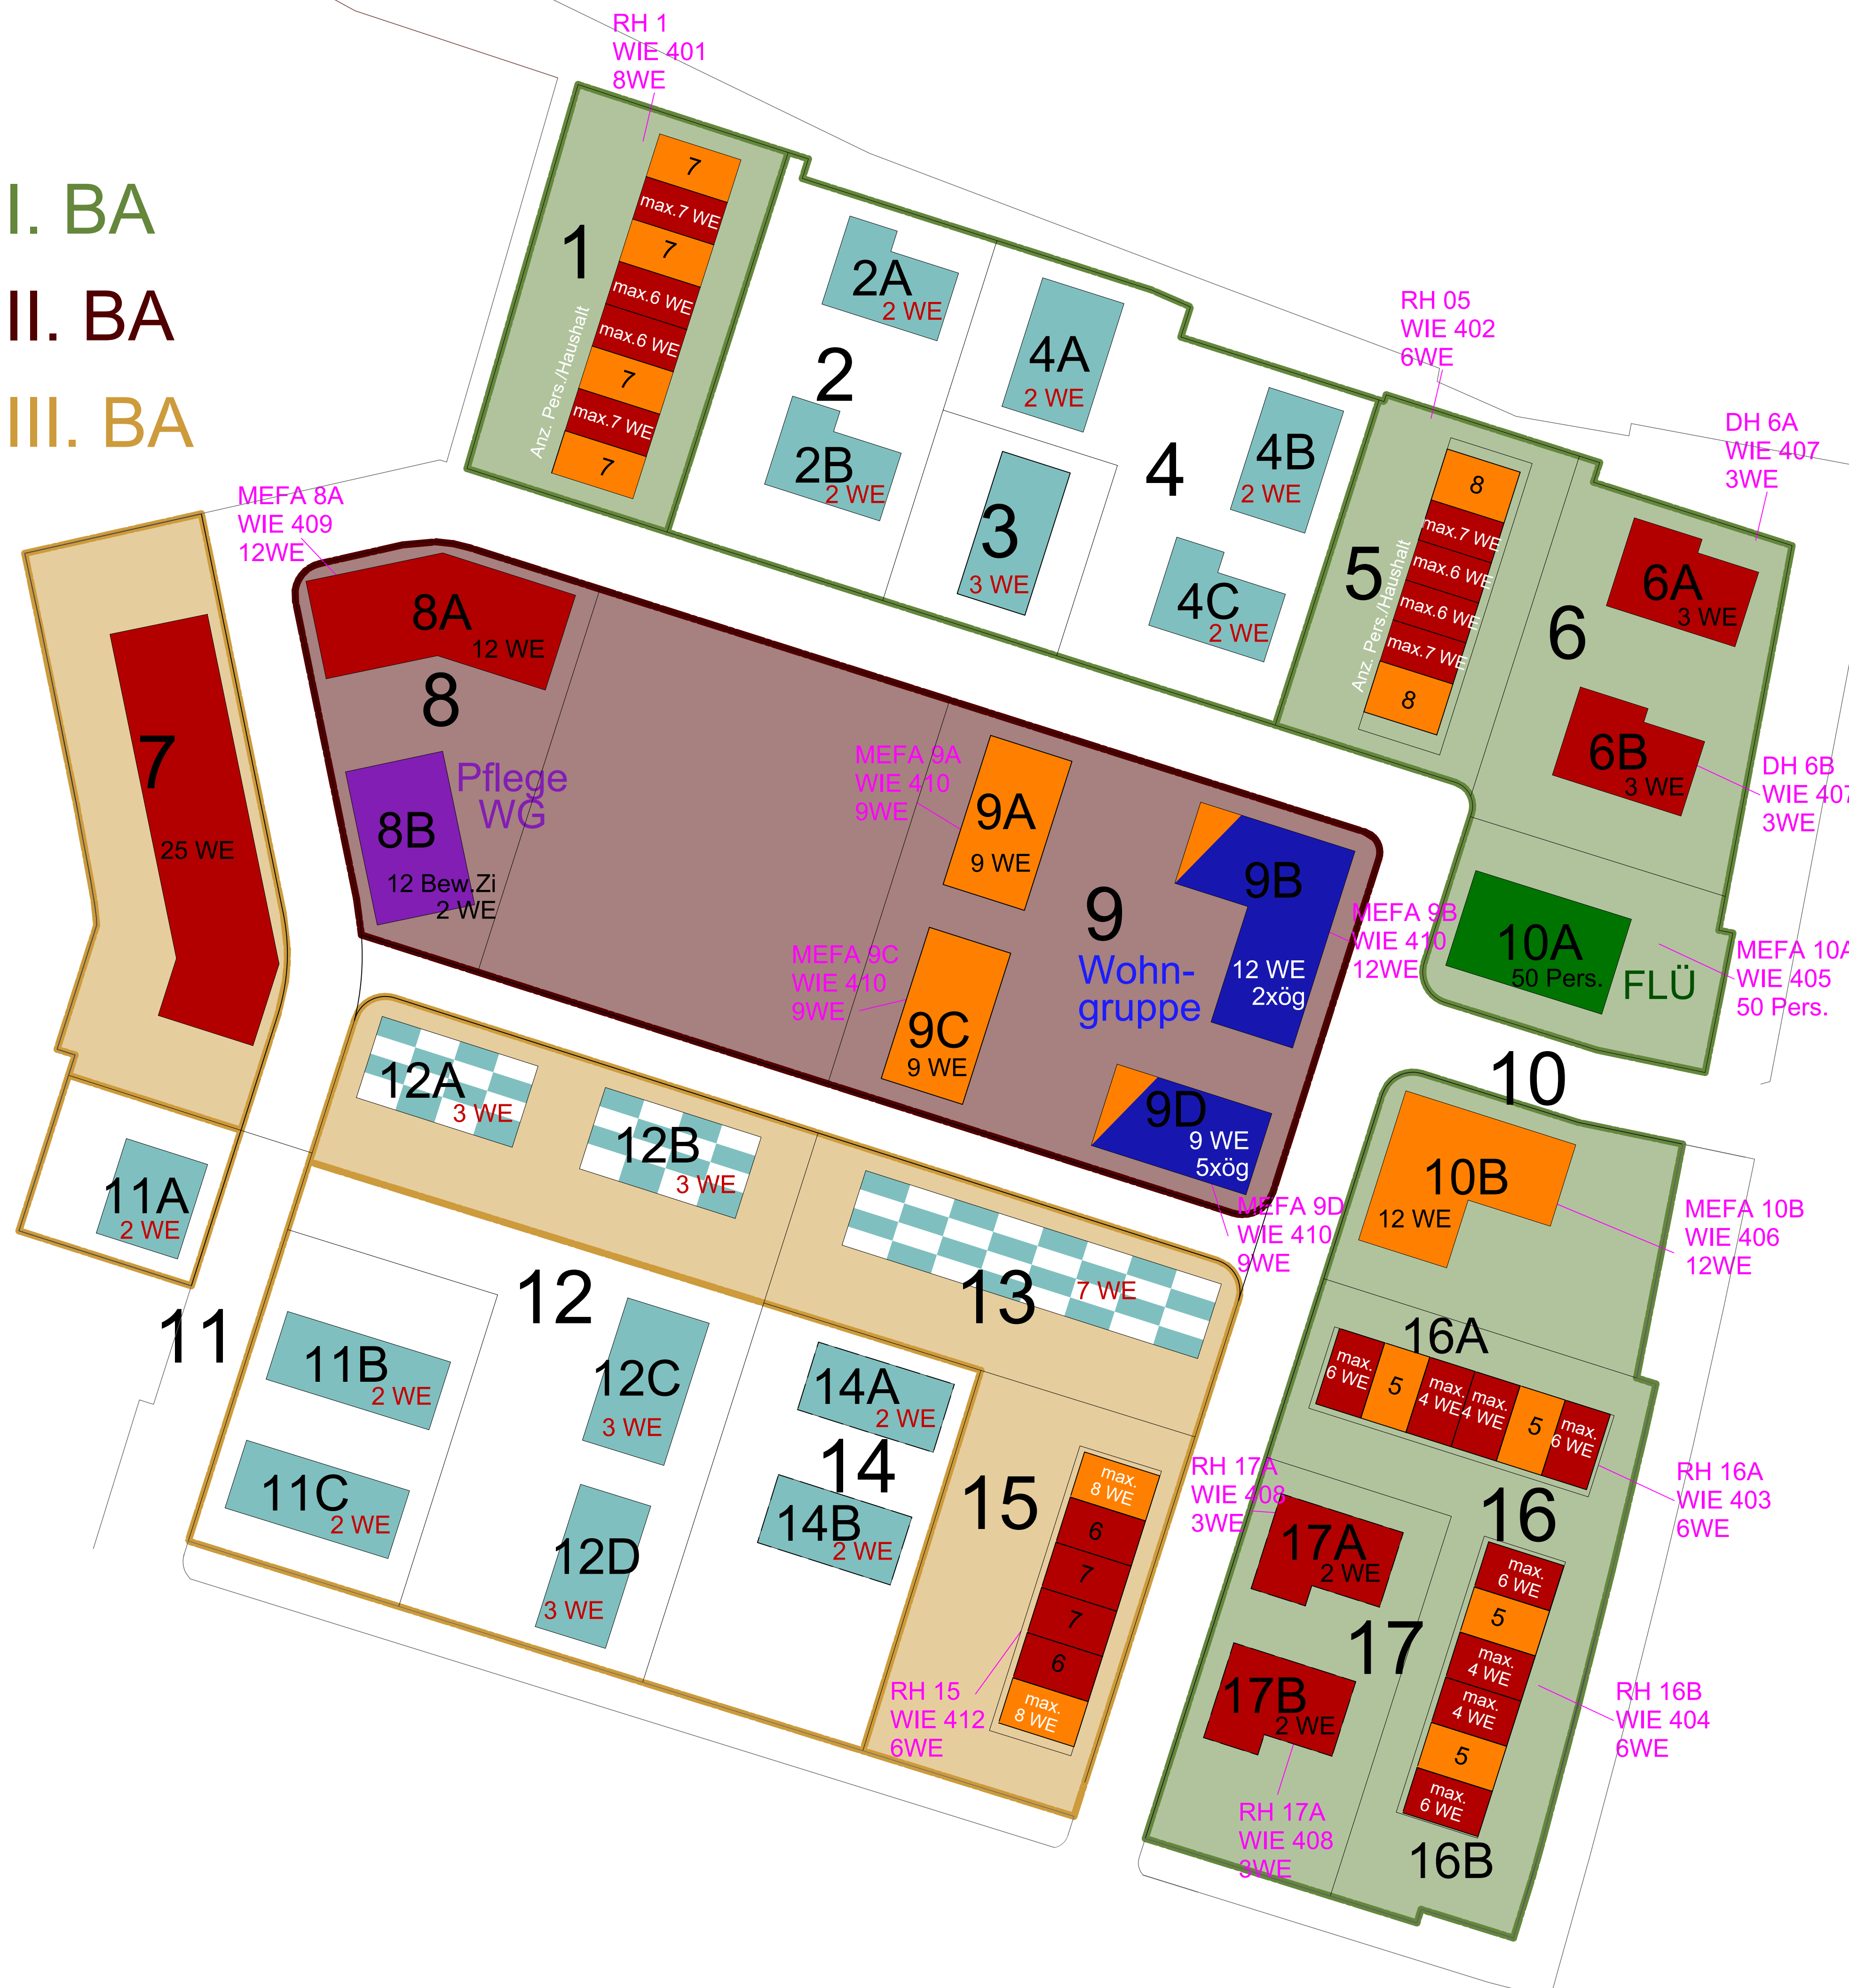 I. BA
II. BA
III. BA
RH 1
WIE 401
8WE
1
Anz. Pers./Haushalt
7
max.7 WE
7
max.6 WE
max.6 WE
7
max.7 WE
7
2A
2 WE
2
2B
2 WE
4A
2 WE
3
3 WE
4
4B
2 WE
4C
2 WE
RH 05
WIE 402
6WE
5
Anz. Pers./Haushalt
8
max.7 WE
max.6 WE
max.6 WE
max.7 WE
8
DH 6A
WIE 407
3WE
6A
3 WE
6
6B
3 WE
DH 6B
WIE 407
3WE
MEFA 8A
WIE 409
12WE
8A
12 WE
8
Pflege
WG
8B
12 Bew.Zi
2 WE
7
25 WE
MEFA 9A
WIE 410
9WE
9A
9 WE
9
Wohn-
gruppe
9B
12 WE
2xög
MEFA 9B
WIE 410
12WE
MEFA 9C
WIE 410
9WE
9C
9 WE
9D
9 WE
5xög
MEFA 9D
WIE 410
9WE
10A
50 Pers.
FLÜ
MEFA 10A
WIE 405
50 Pers.
10
10B
12 WE
MEFA 10B
WIE 406
12WE
11A
2 WE
11
11B
2 WE
11C
2 WE
12A
3 WE
12B
3 WE
12
12C
3 WE
12D
3 WE
13
7 WE
14A
2 WE
14
14B
2 WE
15
max.
8 WE
6
7
7
6
max.
8 WE
RH 15
WIE 412
6WE
16A
max.
6 WE
5
max.
4 WE
max.
4 WE
5
max.
6 WE
RH 16A
WIE 403
6WE
16
RH 17A
WIE 408
3WE
17A
2 WE
17
17B
2 WE
RH 17A
WIE 408
3WE
max.
6 WE
5
max.
4 WE
max.
4 WE
5
max.
6 WE
16B
RH 16B
WIE 404
6WE